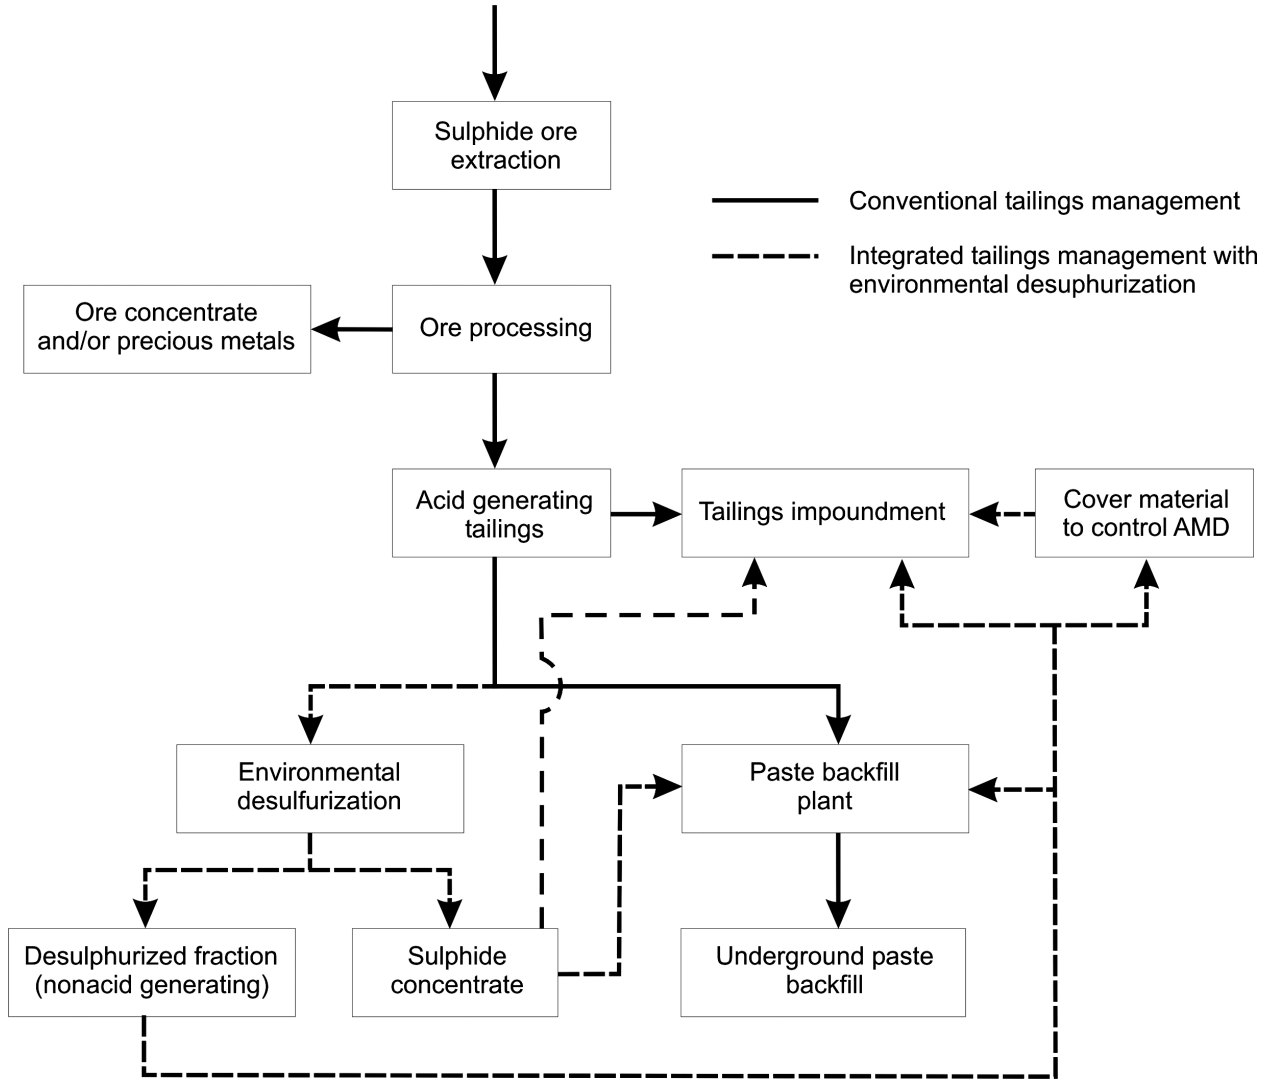 Sulphide ore
extraction
Conventional tailings management
Integrated tailings management with
environmental desuphurization
Ore concentrate
and/or precious metals
Ore processing
Acid generating
tailings
Tailings impoundment
Cover material
to control AMD
Environmental
desulfurization
Paste backfill
plant
Desulphurized fraction
(nonacid generating)
Sulphide
concentrate
Underground paste
backfill